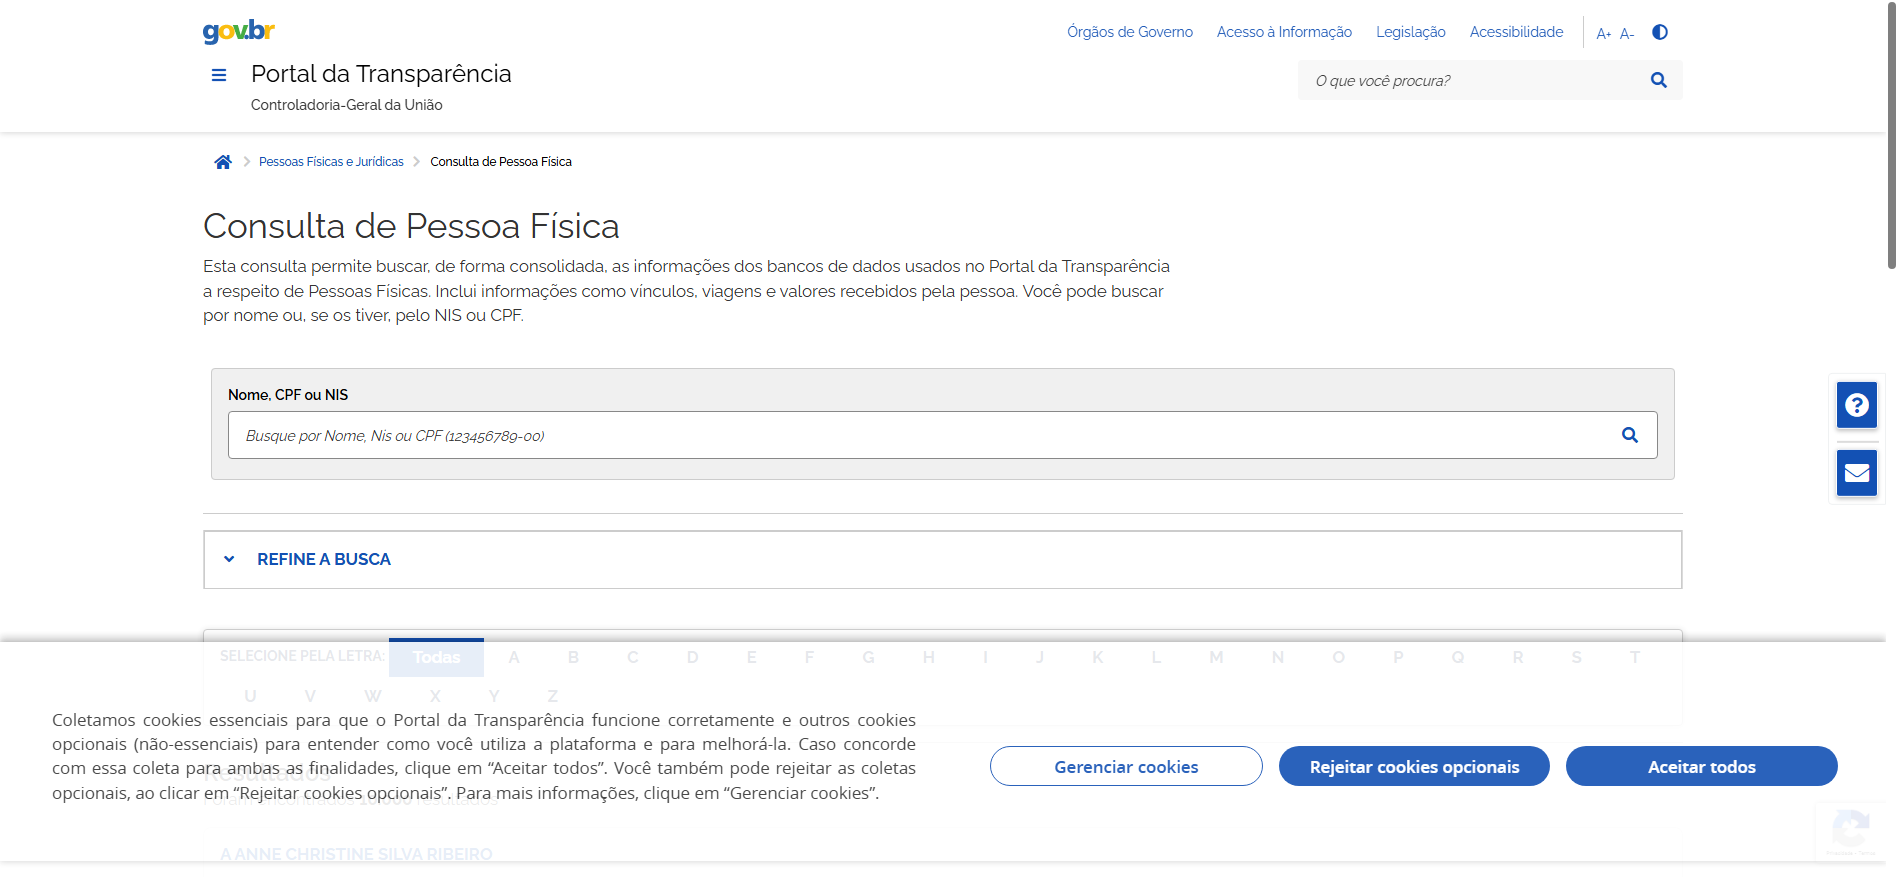 gov.br
Órgãos de Governo Acesso à Informação Legislação Acessibilidade A+ A-
Portal da Transparência
Controladoria-Geral da União
O que você procura?
Pessoas Físicas e Jurídicas Consulta de Pessoa Física
Consulta de Pessoa Física
Esta consulta permite buscar, de forma consolidada, as informações dos bancos de dados usados no Portal da Transparência
a respeito de Pessoas Físicas. Inclui informações como vínculos, viagens e valores recebidos pela pessoa. Você pode buscar
por nome ou, se os tiver, pelo NIS ou CPF.
Nome, CPF ou NIS
Busque por Nome, Nis ou CPF (123456789-00)
REFINE A BUSCA
SELECIONE PELA LETRA: Todas A B C D E F G H I J K L M N O P Q R S T
U V W X Y Z
Coletamos cookies essenciais para que o Portal da Transparência funcione corretamente e outros cookies
opcionais (não-essenciais) para entender como você utiliza a plataforma e para melhorá-la. Caso concorde
com essa coleta para ambas as finalidades, clique em “Aceitar todos”. Você também pode rejeitar as coletas
opcionais, ao clicar em “Rejeitar cookies opcionais”. Para mais informações, clique em “Gerenciar cookies”.
Gerenciar cookies Rejeitar cookies opcionais Aceitar todos
Resultados
Foram encontrados 10.000 resultados
A ANNE CHRISTINE SILVA RIBEIRO